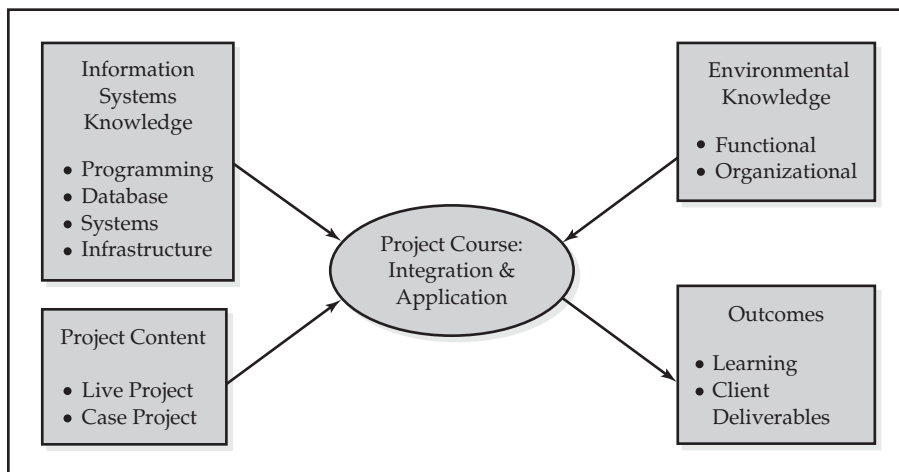 Information
Systems
Knowledge
• Programming
• Database
• Systems
• Infrastructure
Environmental
Knowledge
• Functional
• Organizational
Project Course:
Integration &
Application
Project Content
• Live Project
• Case Project
Outcomes
• Learning
• Client
Deliverables